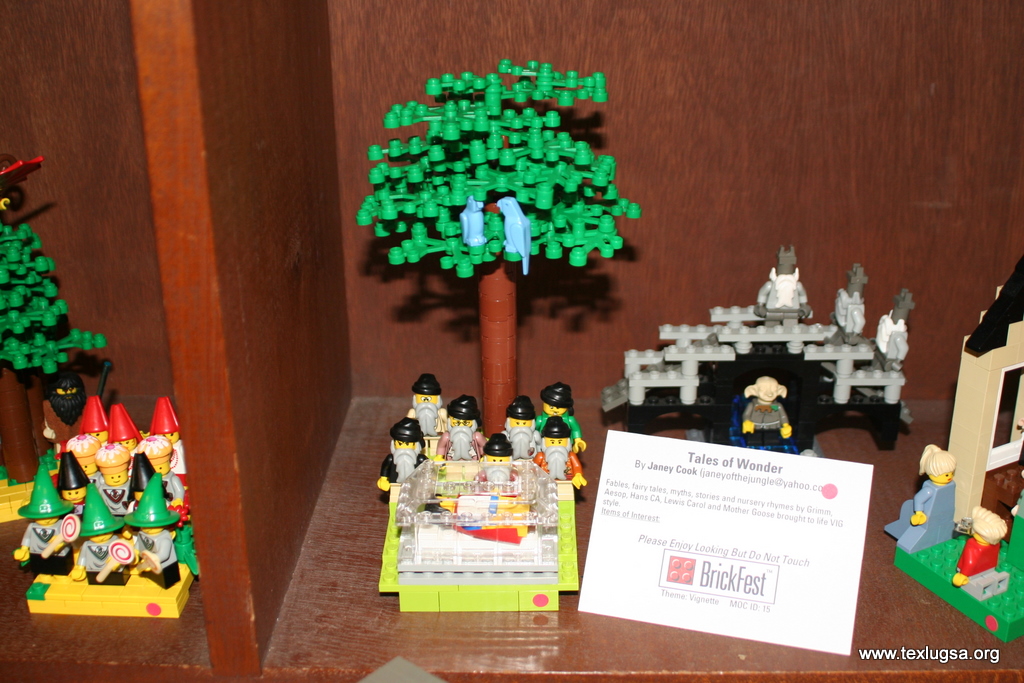 Tales of Wonder
By Janey Cook (janeyofthejungle@yahoo.co
Fables, fairy tales, myths, stories and nursery rhymes by Grimm,
Aesop, Hans CA, Lewis Carol and Mother Goose brought to life VIG
style.
Items of Interest:
Please Enjoy Looking But Do Not Touch
BrickFest
Theme: Vignette MOC ID: 15
www.texlugsa.org